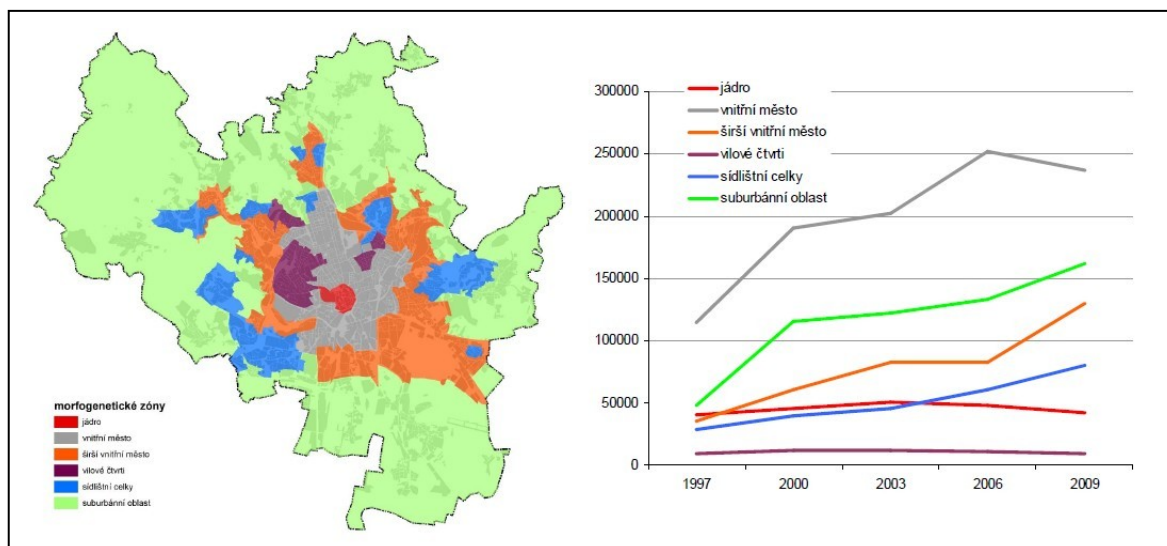 morfogenetické zóny
jádro
vnitřní město
širší vnitřní město
vilové čtvrti
sídlištní celky
suburbánní oblast
jádro
vnitřní město
širší vnitřní město
vilové čtvrti
sídlištní celky
suburbánní oblast
300000
250000
200000
150000
100000
50000
0
1997 2000 2003 2006 2009